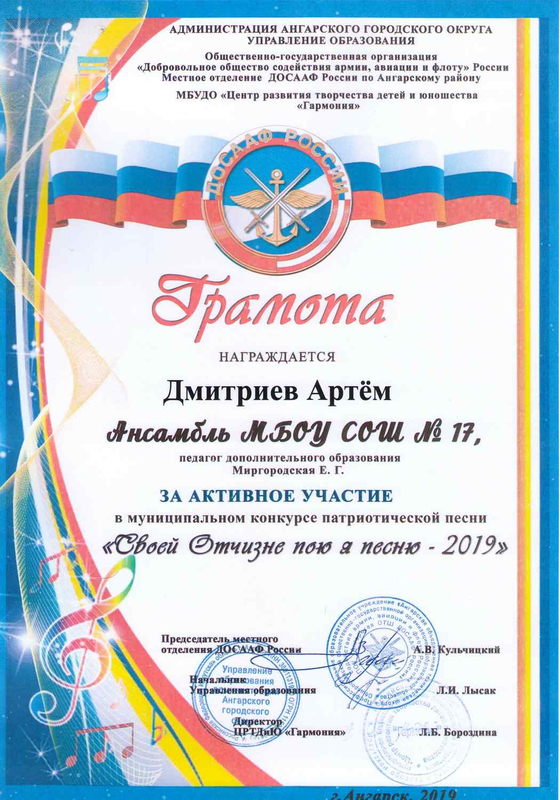 АДМИНИСТРАЦИЯ АНГАРСКОГО ГОРОДСКОГО ОКРУГА
УПРАВЛЕНИЕ ОБРАЗОВАНИЯ
Общественно-государственная организация
«Добровольное общество содействия армии, авиации и флоту» России
Местное отделение ДОСААФ России по Ангарскому району
МБУДО «Центр развития творчества детей и юношества
«Гармония»
ДОСААФ РОССИИ
Грамота
НАГРАЖДАЕТСЯ
Дмитриев Артём
Ансамбль МБОУ СОШ № 17,
педагог дополнительного образования
Миргородская Е. Г.
ЗА АКТИВНОЕ УЧАСТИЕ
в муниципальном конкурсе патриотической песни
«Своей Отчизне пою я песню - 2019»
Председатель местного
отделения ДОСААФ России А.В. Кульчицкий
Начальник
Управления образования Л.И. Лысак
Директор
ЦРТДиЮ «Гармония» Л.Б. Бороздина
Управление
образования
Ангарского
городского
г.Ангарск, 2019